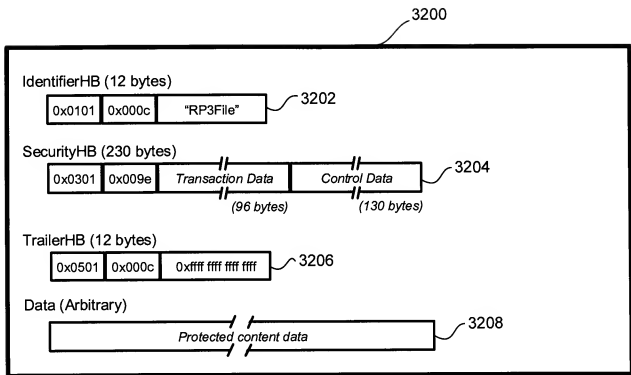 3200
IdentifierHB (12 bytes)
0x0101 0x000c "RP3File" 3202
SecurityHB (230 bytes)
0x0301 0x009e Transaction Data Control Data 3204
(96 bytes) (130 bytes)
TrailerHB (12 bytes)
0x0501 0x000c 0xffff ffff ffff ffff 3206
Data (Arbitrary)
Protected content data 3208